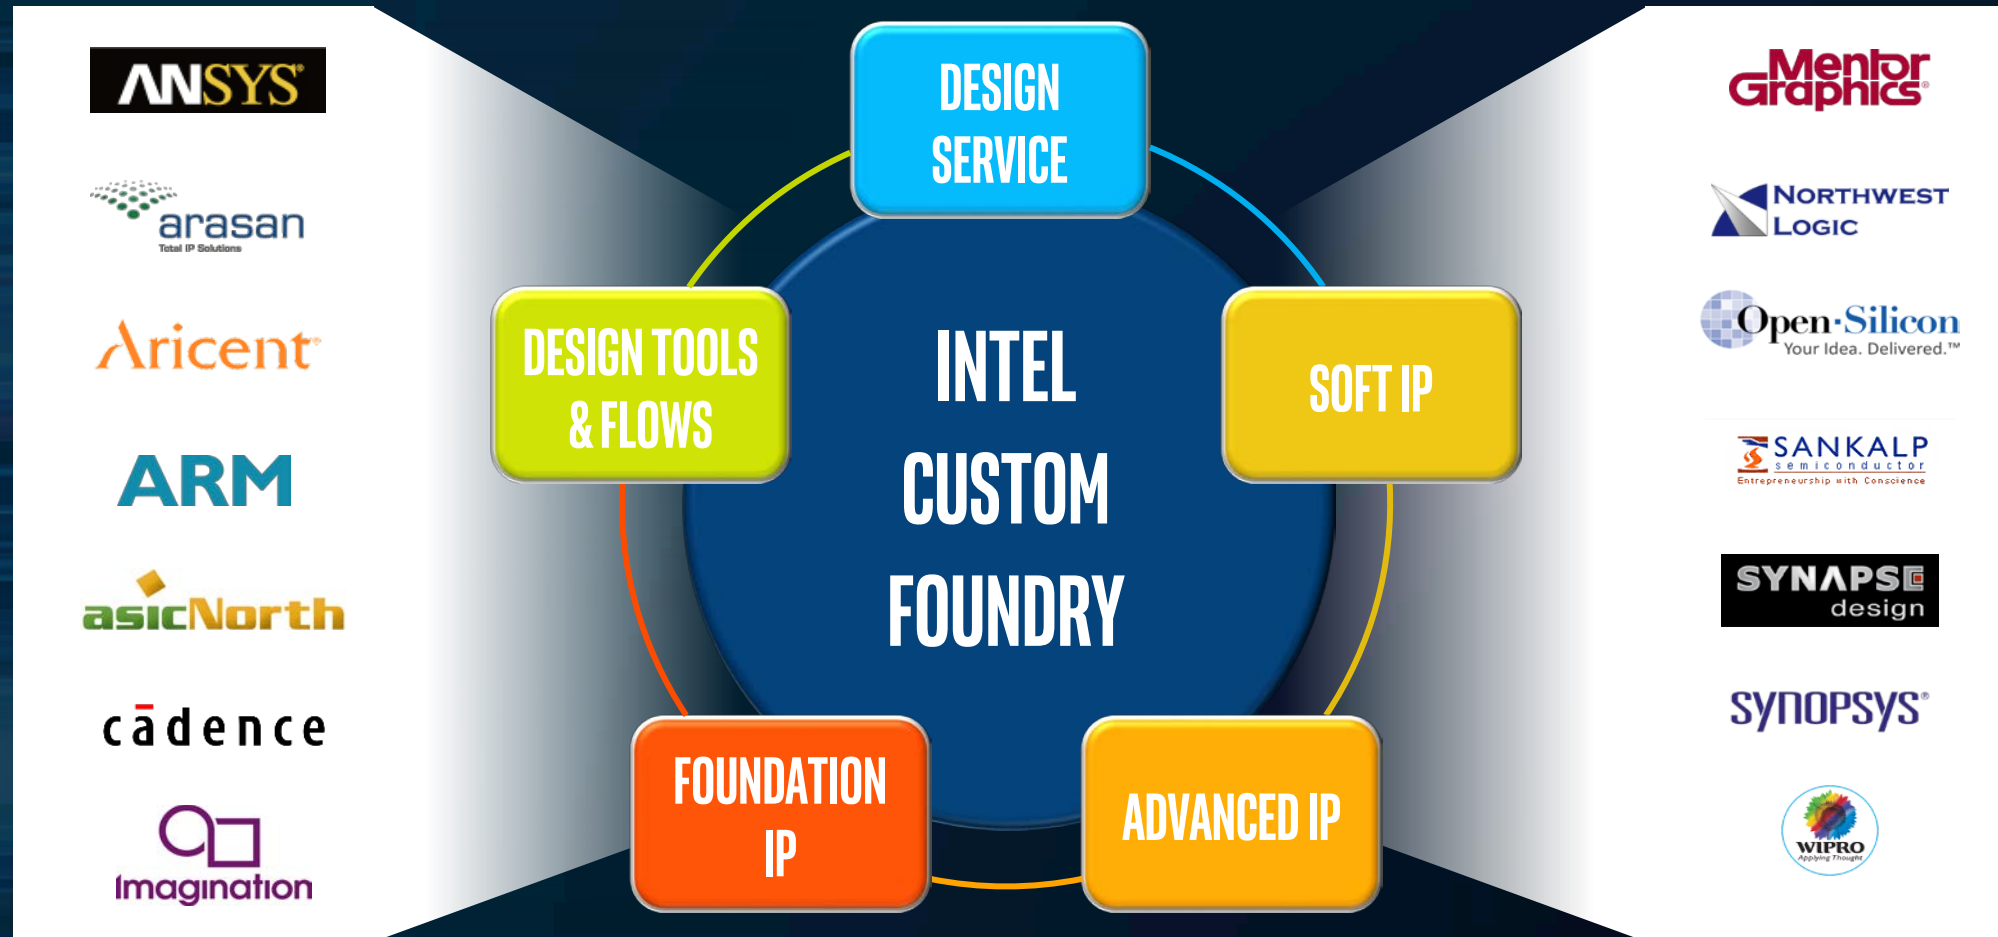 ANSYS®
arasan
Total IP Solutions
Aricent®
ARM
asicNorth
cādence
Imagination
DESIGN
SERVICE
DESIGN TOOLS
& FLOWS
SOFT IP
INTEL
CUSTOM
FOUNDRY
FOUNDATION
IP
ADVANCED IP
Mentor
Graphics®
NORTHWEST
LOGIC
Open·Silicon
Your Idea. Delivered.™
SANKALP
semiconductor
Entrepreneurship with Conscience
SYNAPSE
design
SYNOPSYS®
WIPRO
Applying Thought